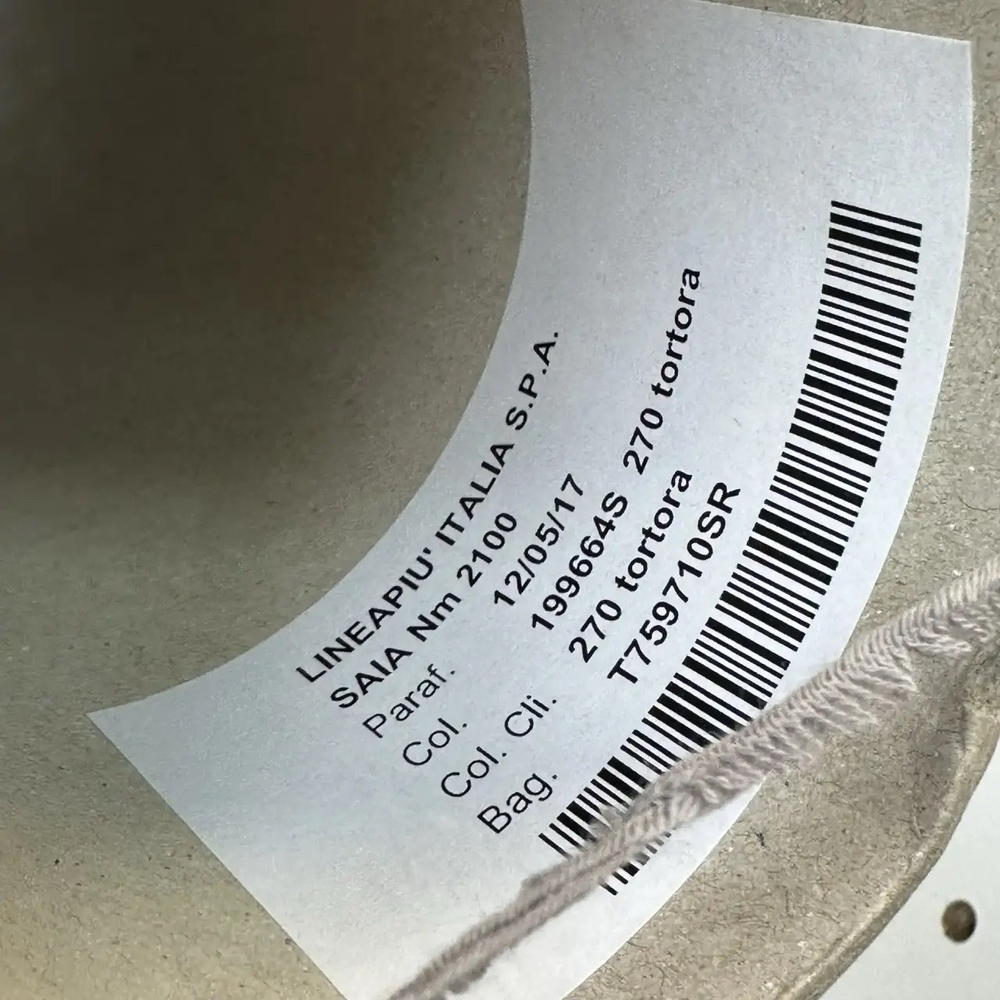 LINEAPIU' ITALIA S.P.A.
SAIA Nm 2100
Paraf. 12/05/17
Col. 199664S 270 tortora
Col. Cli. 270 tortora
Bag. T759710SR